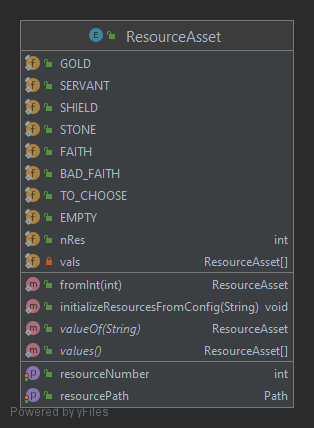 E ResourceAsset
f GOLD
f SERVANT
f SHIELD
f STONE
f FAITH
f BAD_FAITH
f TO_CHOOSE
f EMPTY
f nRes int
f vals ResourceAsset[]
m fromInt(int) ResourceAsset
m initializeResourcesFromConfig(String) void
m valueOf(String) ResourceAsset
m values() ResourceAsset[]
p resourceNumber int
p resourcePath Path
Powered by yFiles